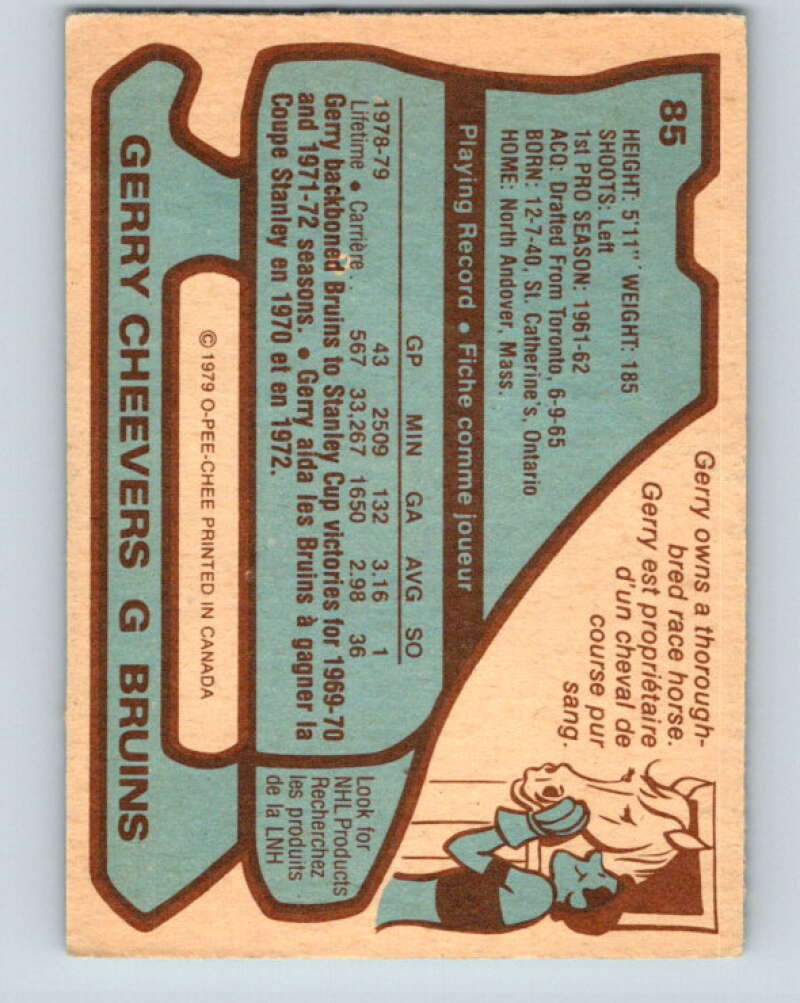 85
HEIGHT: 5'11" WEIGHT: 185
SHOOTS: Left
1st PRO SEASON: 1961-62
ACQ: Drafted From Toronto, 6-9-65
BORN: 12-7-40, St. Catherine's, Ontario
HOME: North Andover, Mass.
Gerry owns a thorough-
bred race horse.
Gerry est propriétaire
d'un cheval de
course pur
sang.
Playing Record • Fiche comme joueur
GP MIN GA AVG SO
1978-79 43 2509 132 3.16 1
Lifetime • Carrière . . 567 33,267 1650 2.98 36
Gerry backboned Bruins to Stanley Cup victories for 1969-70
and 1971-72 seasons. • Gerry aida les Bruins à gagner la
Coupe Stanley en 1970 et en 1972.
Look for
NHL Products
Recherchez
les produits
de la LNH
© 1979 O-PEE-CHEE PRINTED IN CANADA
GERRY CHEEVERS G BRUINS